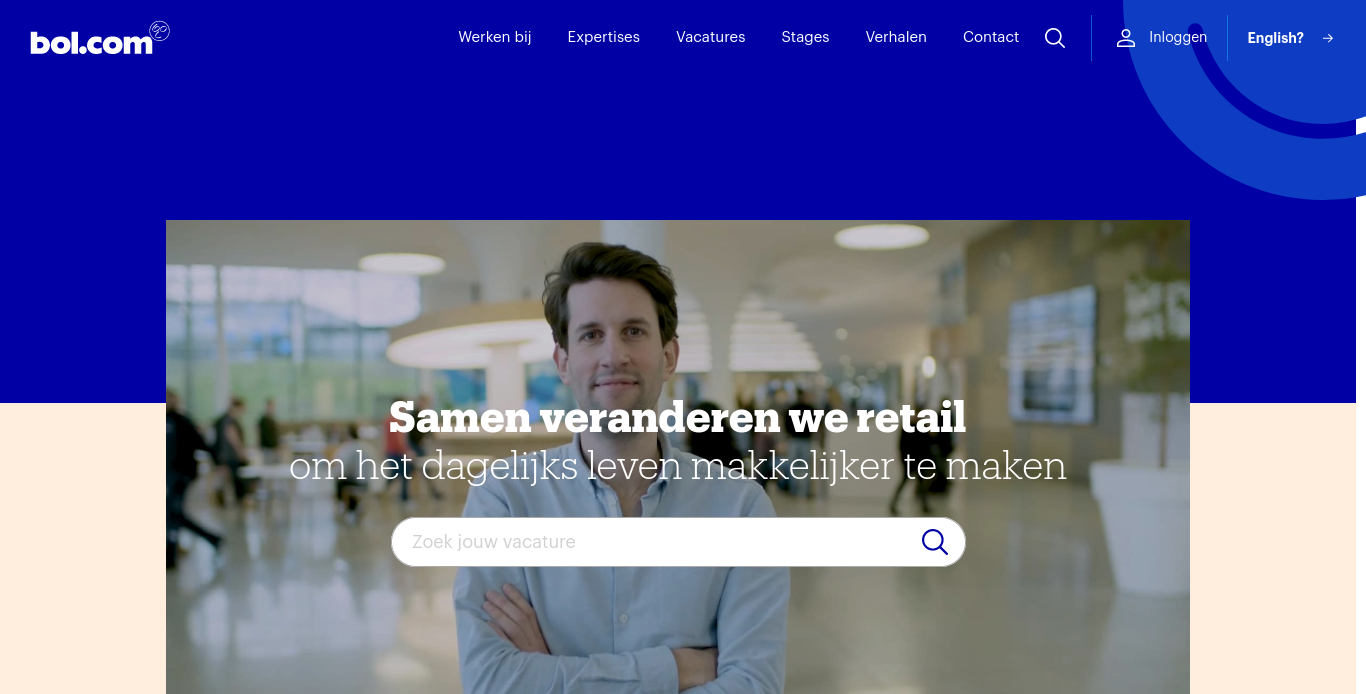 bol.com
Werken bij
Expertises
Vacatures
Stages
Verhalen
Contact
Inloggen
English? →
Samen veranderen we retail
om het dagelijks leven makkelijker te maken
Zoek jouw vacature